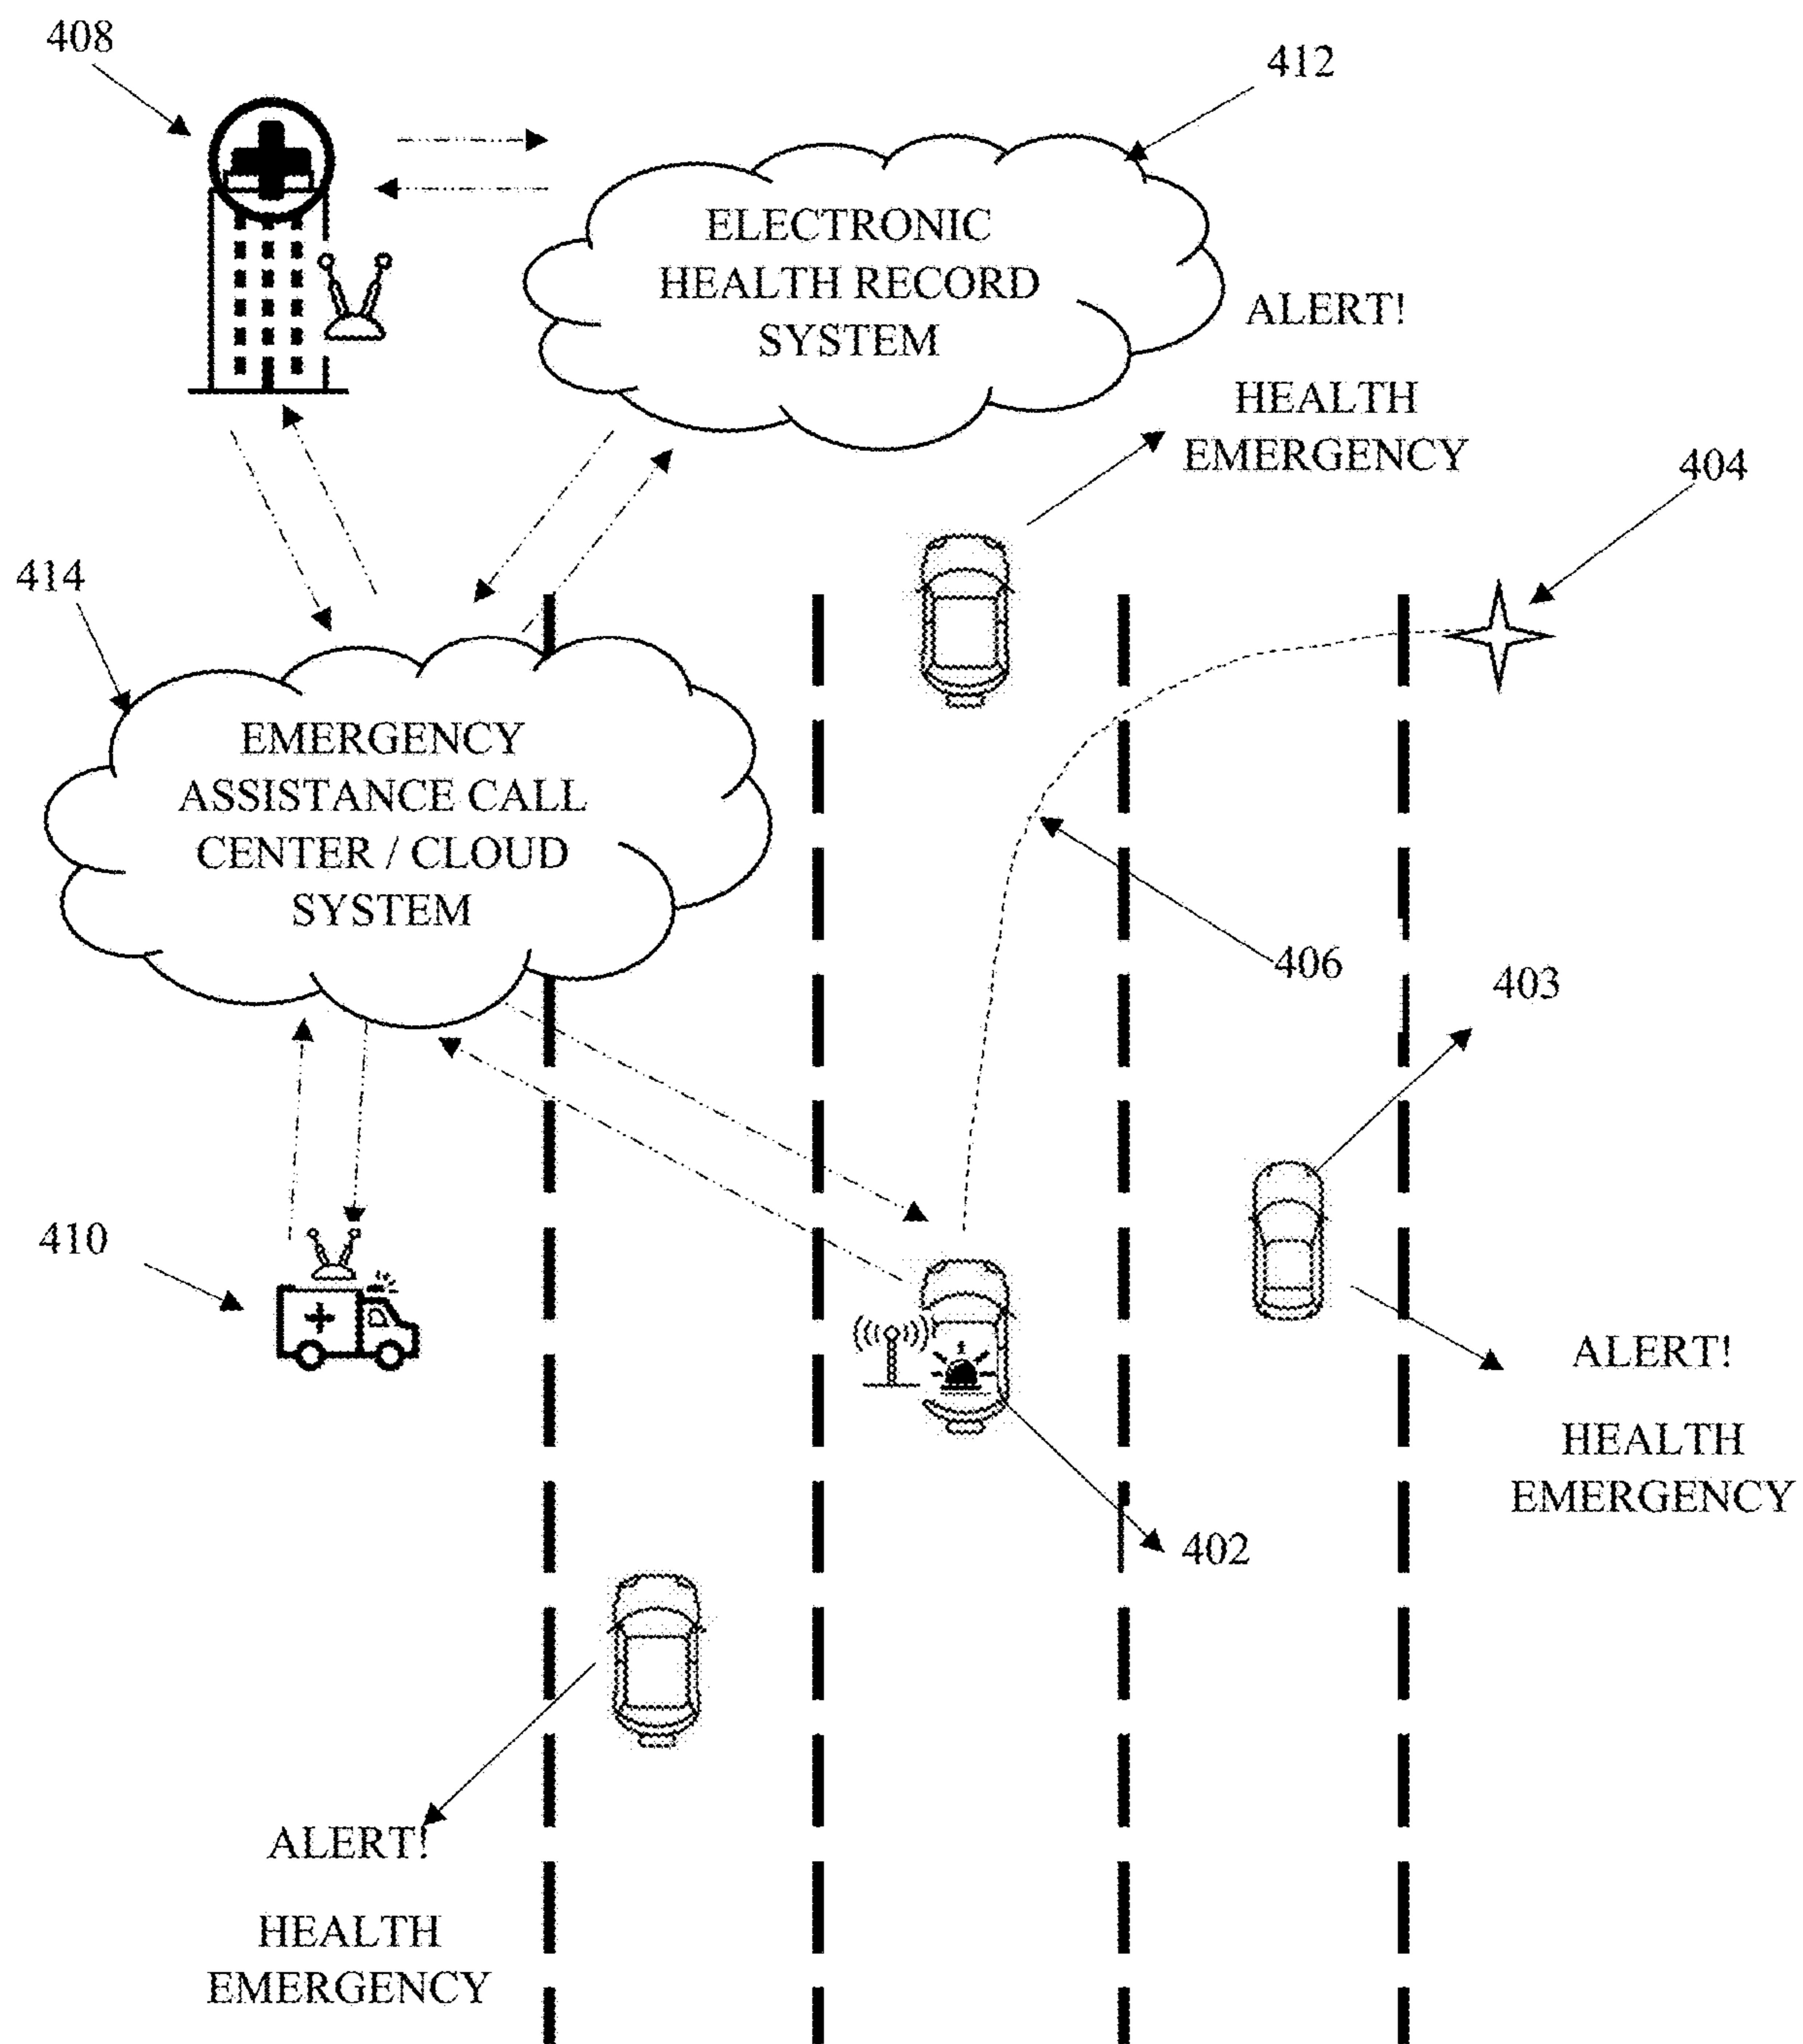 408
412
ELECTRONIC
HEALTH RECORD
SYSTEM
ALERT!
HEALTH
EMERGENCY
404
414
EMERGENCY
ASSISTANCE CALL
CENTER / CLOUD
SYSTEM
406
403
410
ALERT!
HEALTH
EMERGENCY
402
ALERT!
HEALTH
EMERGENCY